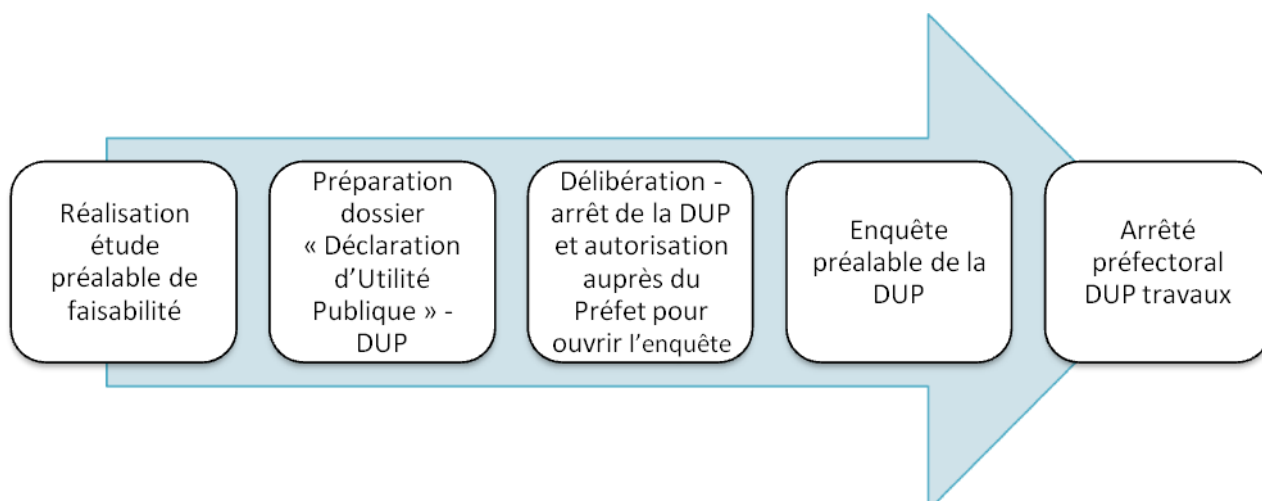 Réalisation
étude
préalable de
faisabilité
Préparation
dossier
« Déclaration
d’Utilité
Publique » -
DUP
Délibération -
arrêt de la DUP
et autorisation
auprès du
Préfet pour
ouvrir l’enquête
Enquête
préalable de la
DUP
Arrêté
préfectoral
DUP travaux